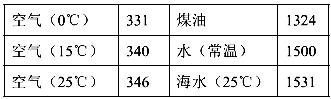 空气（0℃） 331 煤油 1324
空气（15℃） 340 水（常温） 1500
空气（25℃） 346 海水（25℃） 1531